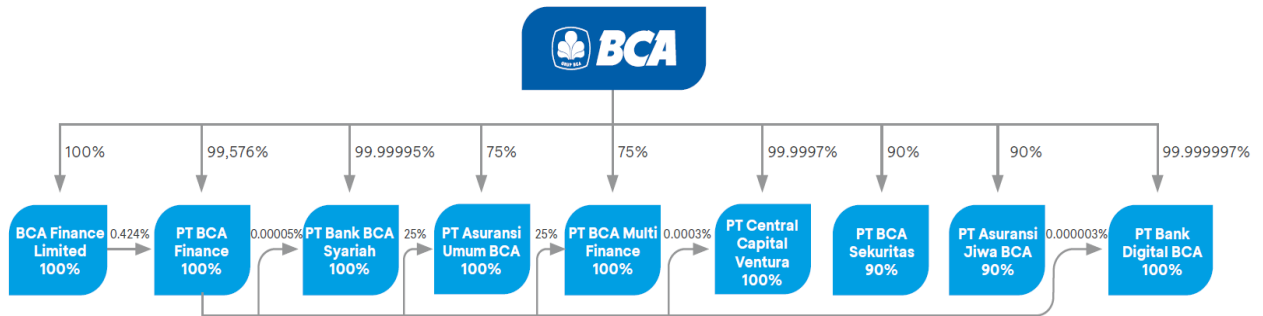 BCA
GRUP BCA
100%
99,576%
99.99995%
75%
75%
99.9997%
90%
90%
99.999997%
BCA Finance
Limited
100%
0.424%
PT BCA
Finance
100%
0.00005%
PT Bank BCA
Syariah
100%
25%
PT Asuransi
Umum BCA
100%
25%
PT BCA Multi
Finance
100%
0.0003%
PT Central
Capital
Ventura
100%
PT BCA
Sekuritas
90%
PT Asuransi
Jiwa BCA
90%
0.000003%
PT Bank
Digital BCA
100%